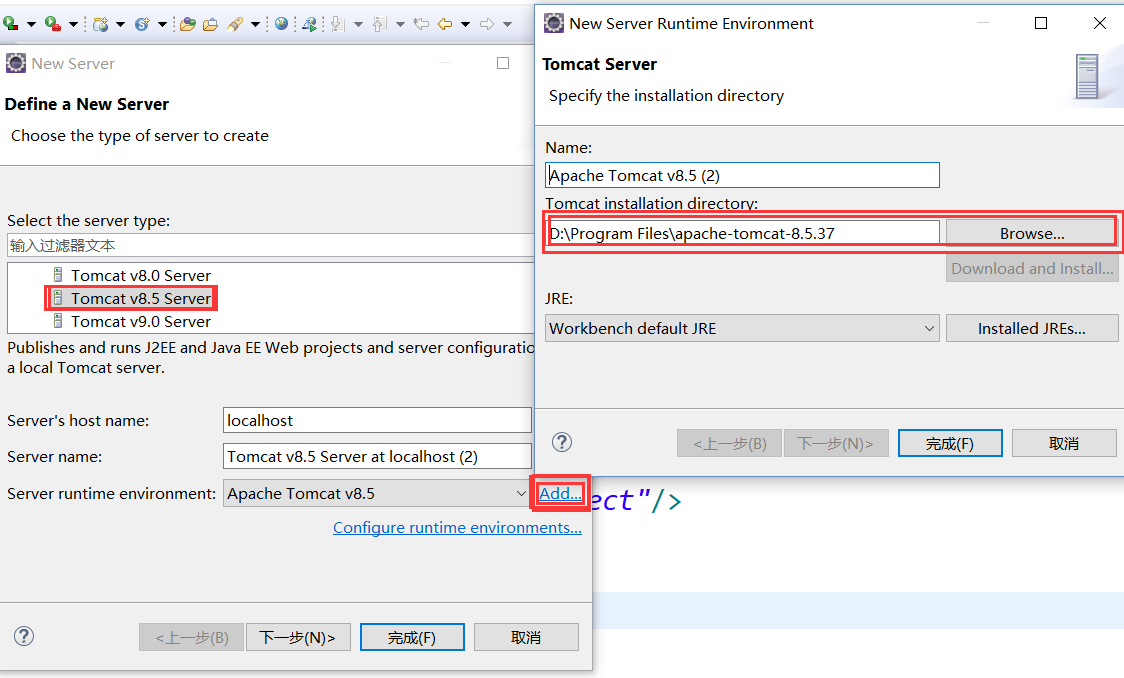 New Server
Define a New Server
Choose the type of server to create
Select the server type:
输入过滤器文本
Tomcat v8.0 Server
Tomcat v8.5 Server
Tomcat v9.0 Server
Publishes and runs J2EE and Java EE Web projects and server configuratio
a local Tomcat server.
Server's host name:
localhost
Server name:
Tomcat v8.5 Server at localhost (2)
Server runtime environment:
Apache Tomcat v8.5
Add...
Configure runtime environments...
<上一步(B)
下一步(N)>
完成(F)
取消
New Server Runtime Environment
Tomcat Server
Specify the installation directory
Name:
Apache Tomcat v8.5 (2)
Tomcat installation directory:
D:\Program Files\apache-tomcat-8.5.37
Browse...
Download and Install...
JRE:
Workbench default JRE
Installed JREs...
<上一步(B)
下一步(N)>
完成(F)
取消
ect"/>